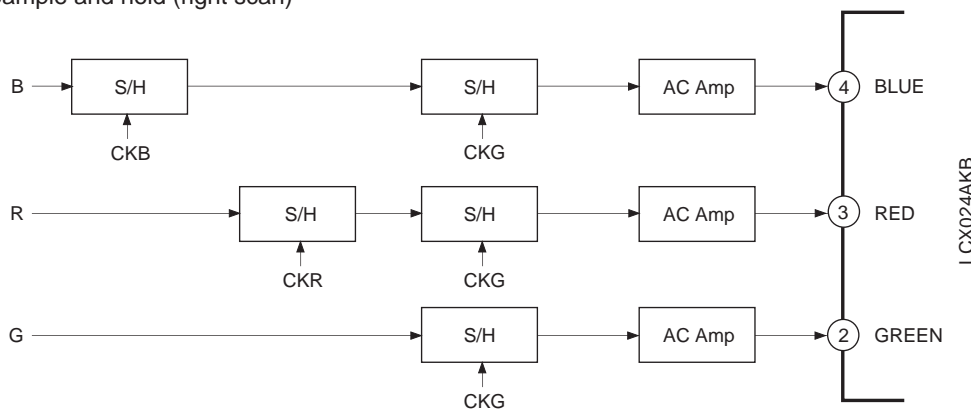 sample and hold (right scan)
B S/H S/H AC Amp 4 BLUE
CKB CKG
R S/H S/H AC Amp 3 RED
CKR CKG
G S/H AC Amp 2 GREEN
CKG
LCX024AKB